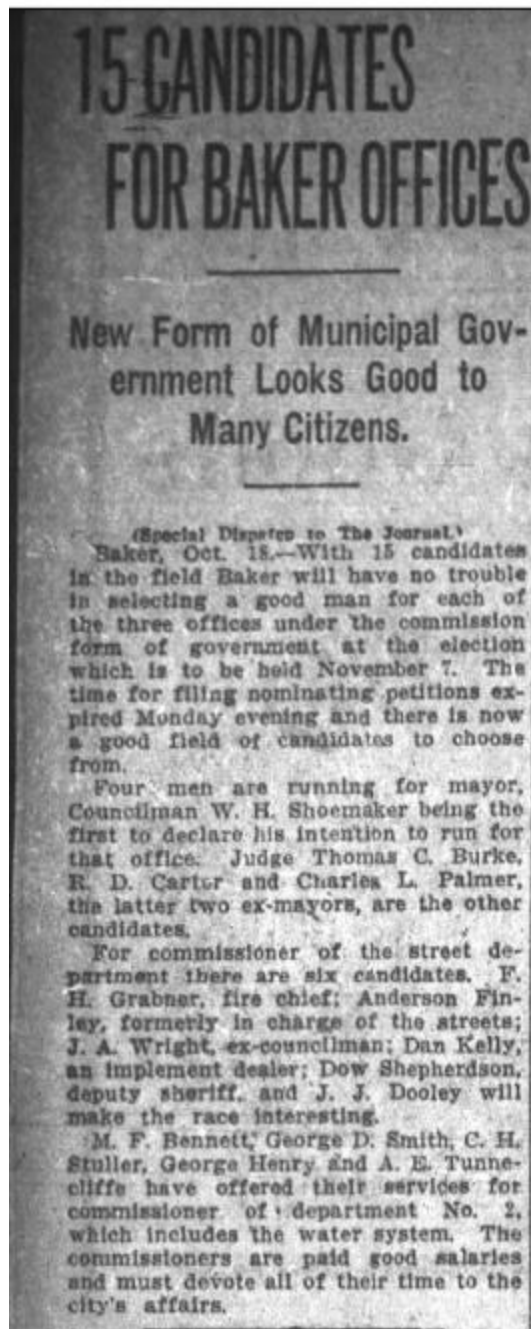 15 CANDIDATES
FOR BAKER OFFICES
New Form of Municipal Gov-
ernment Looks Good to
Many Citizens.
(Special Dispatch to The Journal.)
Baker, Oct. 18.—With 15 candidates
in the field Baker will have no trouble
in selecting a good man for each of
the three offices under the commission
form of government at the election
which is to be held November 7. The
time for filing nominating petitions ex-
pired Monday evening and there is now
a good field of candidates to choose
from.
Four men are running for mayor,
Councilman W. H. Shoemaker being the
first to declare his intention to run for
that office. Judge Thomas C. Burke,
R. D. Carter and Charles L. Palmer,
the latter two ex-mayors, are the other
candidates.
For commissioner of the street de-
partment there are six candidates. F.
H. Grabner, fire chief; Anderson Fin-
ley, formerly in charge of the streets;
J. A. Wright, ex-councilman; Dan Kelly,
an implement dealer; Dow Shepherdson,
deputy sheriff, and J. J. Dooley will
make the race interesting.
M. F. Bennett, George D. Smith, C. H.
Stuller, George Henry and A. E. Tunne-
cliffe have offered their services for
commissioner of department No. 2,
which includes the water system. The
commissioners are paid good salaries
and must devote all of their time to the
city's affairs.